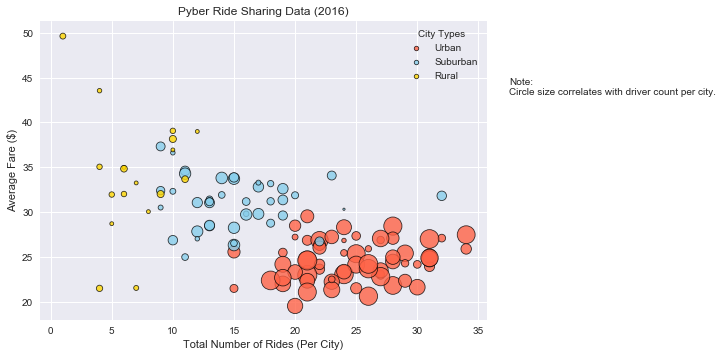 Pyber Ride Sharing Data (2016)
50
45
40
35
30
25
20
Average Fare ($)
City Types
Urban
Suburban
Rural
Note:
Circle size correlates with driver count per city.
0 5 10 15 20 25 30 35
Total Number of Rides (Per City)